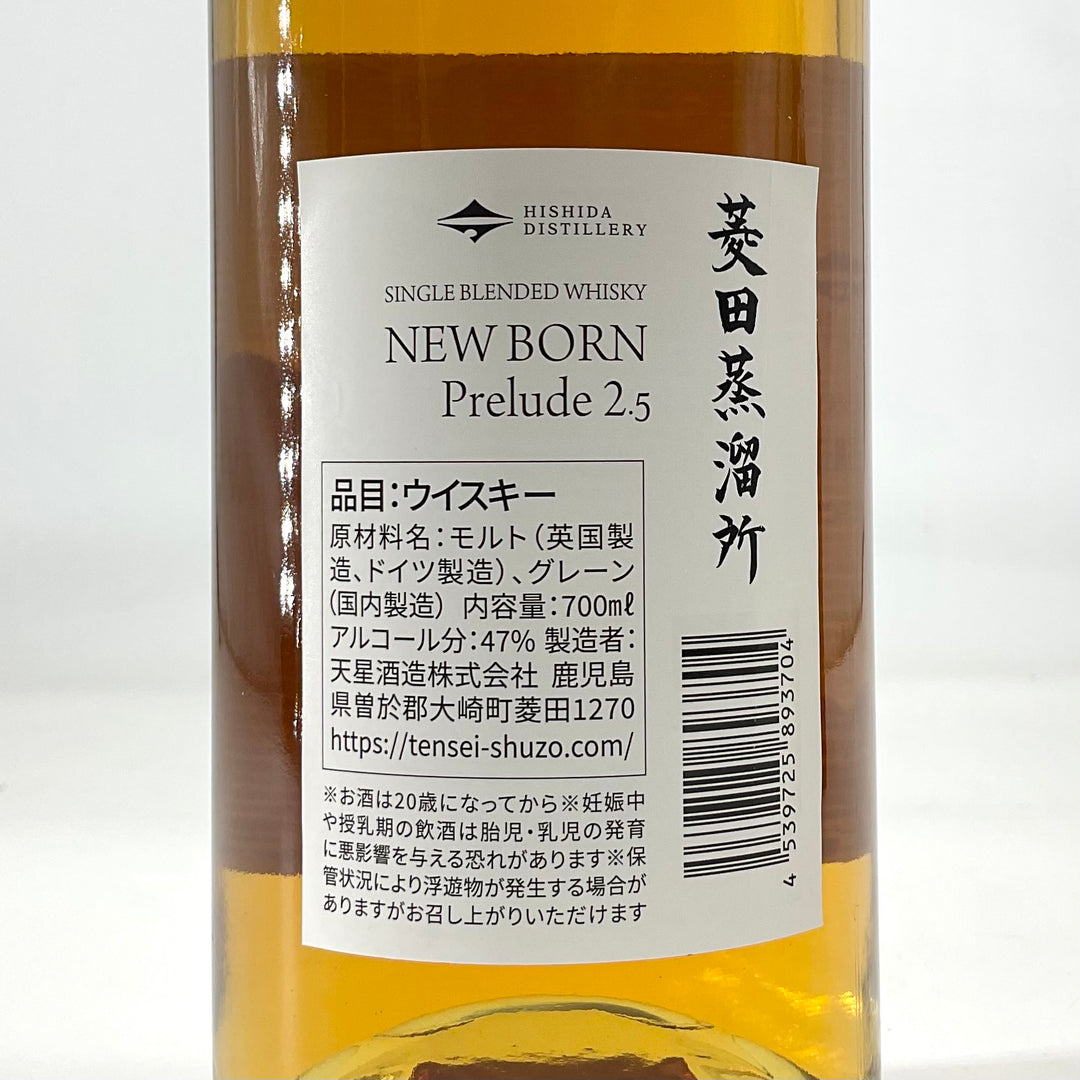 HISHIDA
DISTILLERY
SINGLE BLENDED WHISKY
NEW BORN
Prelude 2.5
菱田蒸溜所
品目：ウイスキー
原材料名：モルト（英国製
造、ドイツ製造）、グレーン
（国内製造） 内容量：700㎖
アルコール分：47% 製造者：
天星酒造株式会社 鹿児島
県曽於郡大崎町菱田1270
https://tensei-shuzo.com/
※お酒は20歳になってから※妊娠中
や授乳期の飲酒は胎児・乳児の発育
に悪影響を与える恐れがあります※保
管状況により浮遊物が発生する場合が
ありますがお召し上がりいただけます
4 539725 893704